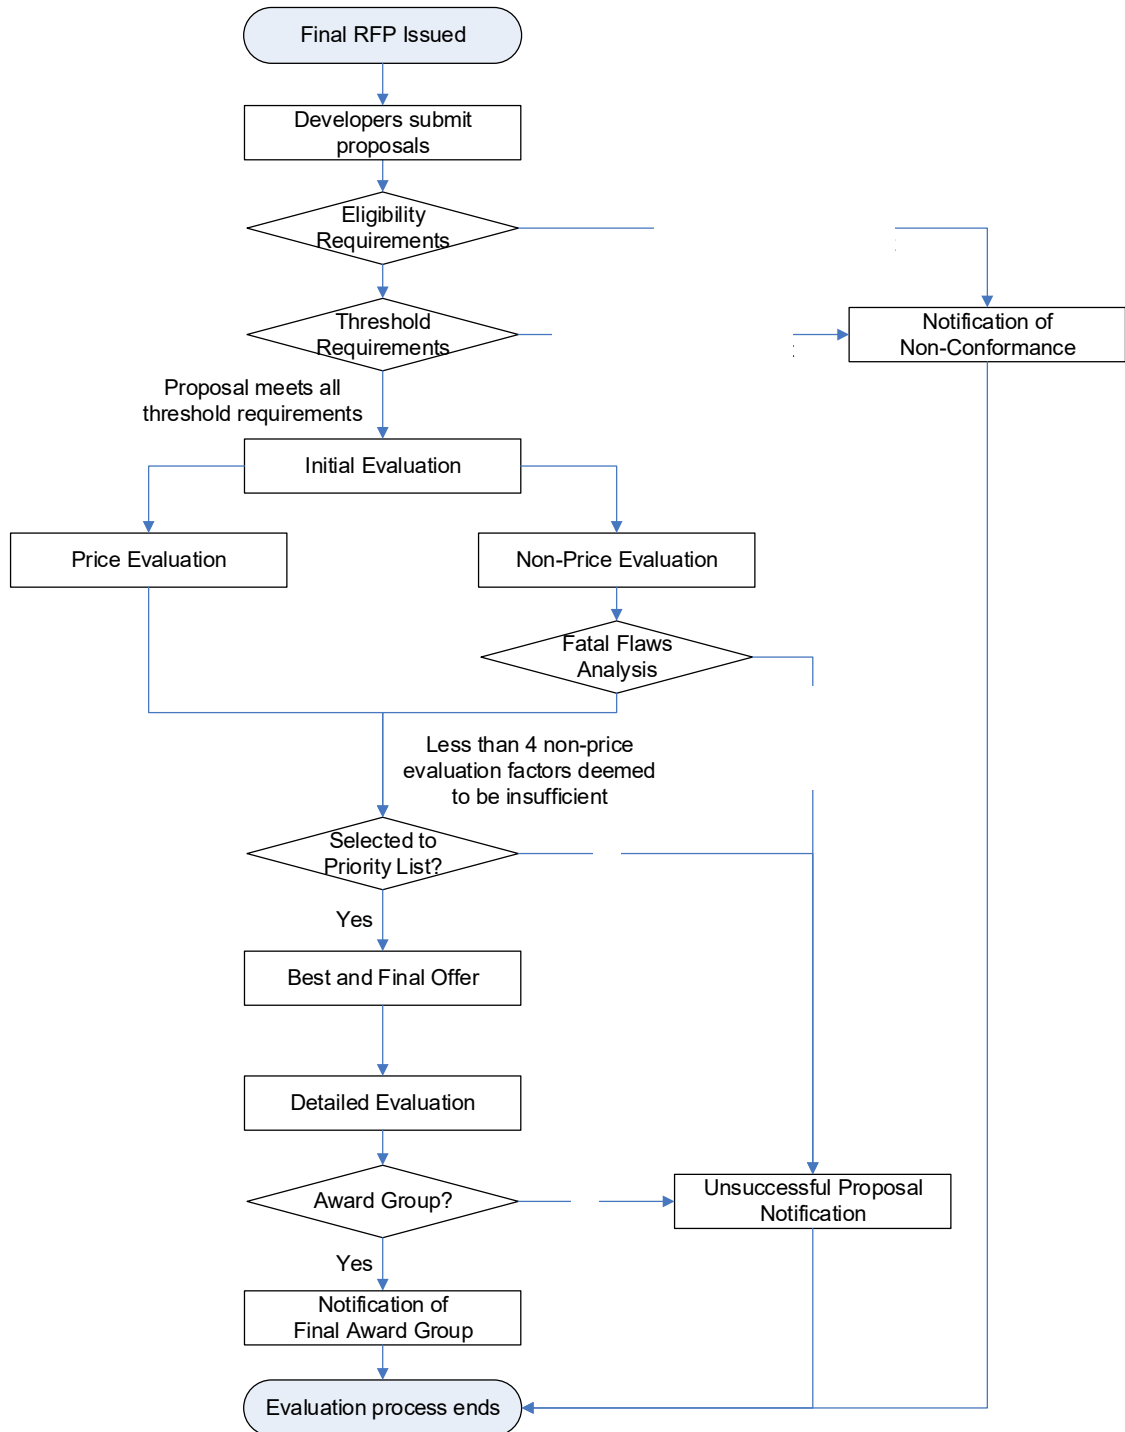 Final RFP Issued
Developers submit
proposals
Eligibility
Requirements
Threshold
Requirements
Notification of
Non-Conformance
Proposal meets all
threshold requirements
Initial Evaluation
Price Evaluation
Non-Price Evaluation
Fatal Flaws
Analysis
Less than 4 non-price
evaluation factors deemed
to be insufficient
Selected to
Priority List?
Yes
Best and Final Offer
Detailed Evaluation
Award Group?
Unsuccessful Proposal
Notification
Yes
Notification of
Final Award Group
Evaluation process ends